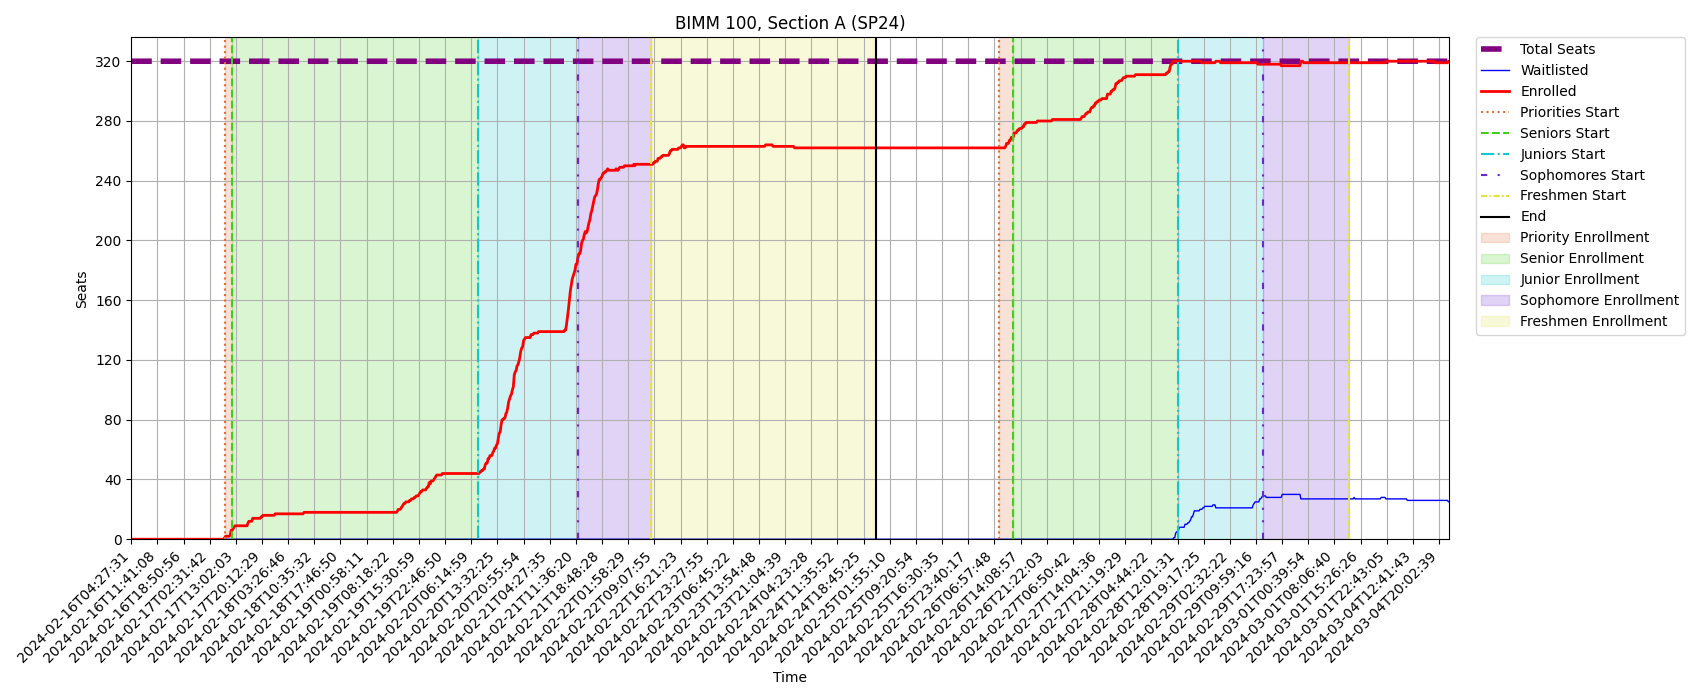 BIMM 100, Section A (SP24)
Seats
320
280
240
200
160
120
80
40
0
2024-02-16T04:27:31
2024-02-16T11:41:08
2024-02-16T18:50:56
2024-02-17T02:31:42
2024-02-17T13:02:03
2024-02-17T20:12:29
2024-02-18T03:26:46
2024-02-18T10:35:32
2024-02-18T17:46:50
2024-02-19T00:58:11
2024-02-19T08:18:22
2024-02-19T15:30:59
2024-02-19T22:46:50
2024-02-20T06:14:59
2024-02-20T13:32:25
2024-02-20T20:55:54
2024-02-21T04:27:35
2024-02-21T11:36:20
2024-02-21T18:48:28
2024-02-22T01:58:29
2024-02-22T09:07:55
2024-02-22T16:21:23
2024-02-22T23:27:55
2024-02-23T06:45:22
2024-02-23T13:54:48
2024-02-23T21:04:39
2024-02-24T04:23:28
2024-02-24T11:35:52
2024-02-24T18:45:25
2024-02-25T01:55:10
2024-02-25T09:20:54
2024-02-25T16:30:35
2024-02-25T23:40:17
2024-02-26T06:57:48
2024-02-26T14:08:57
2024-02-26T21:22:03
2024-02-27T06:50:42
2024-02-27T14:04:36
2024-02-27T21:19:29
2024-02-28T04:44:22
2024-02-28T12:01:31
2024-02-28T19:17:25
2024-02-29T02:32:22
2024-02-29T09:59:16
2024-02-29T17:23:57
2024-03-01T00:39:54
2024-03-01T08:06:40
2024-03-01T15:26:26
2024-03-01T22:43:05
2024-03-04T12:41:43
2024-03-04T20:02:39
Time
Total Seats
Waitlisted
Enrolled
Priorities Start
Seniors Start
Juniors Start
Sophomores Start
Freshmen Start
End
Priority Enrollment
Senior Enrollment
Junior Enrollment
Sophomore Enrollment
Freshmen Enrollment